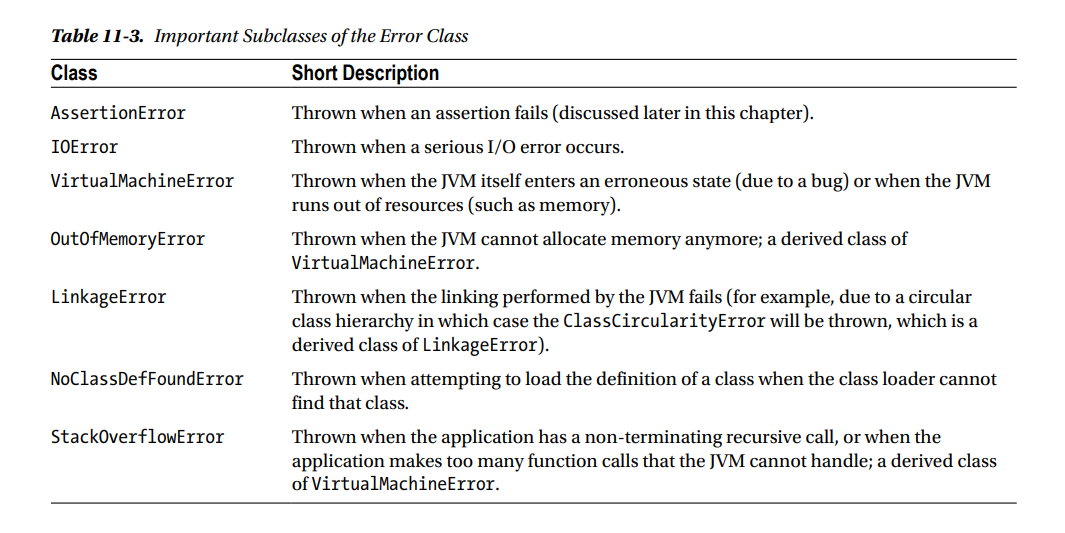 Table 11-3. Important Subclasses of the Error Class
Class Short Description
AssertionError Thrown when an assertion fails (discussed later in this chapter).
IOError Thrown when a serious I/O error occurs.
VirtualMachineError Thrown when the JVM itself enters an erroneous state (due to a bug) or when the JVM
runs out of resources (such as memory).
OutOfMemoryError Thrown when the JVM cannot allocate memory anymore; a derived class of
VirtualMachineError.
LinkageError Thrown when the linking performed by the JVM fails (for example, due to a circular
class hierarchy in which case the ClassCircularityError will be thrown, which is a
derived class of LinkageError).
NoClassDefFoundError Thrown when attempting to load the definition of a class when the class loader cannot
find that class.
StackOverflowError Thrown when the application has a non-terminating recursive call, or when the
application makes too many function calls that the JVM cannot handle; a derived class
of VirtualMachineError.